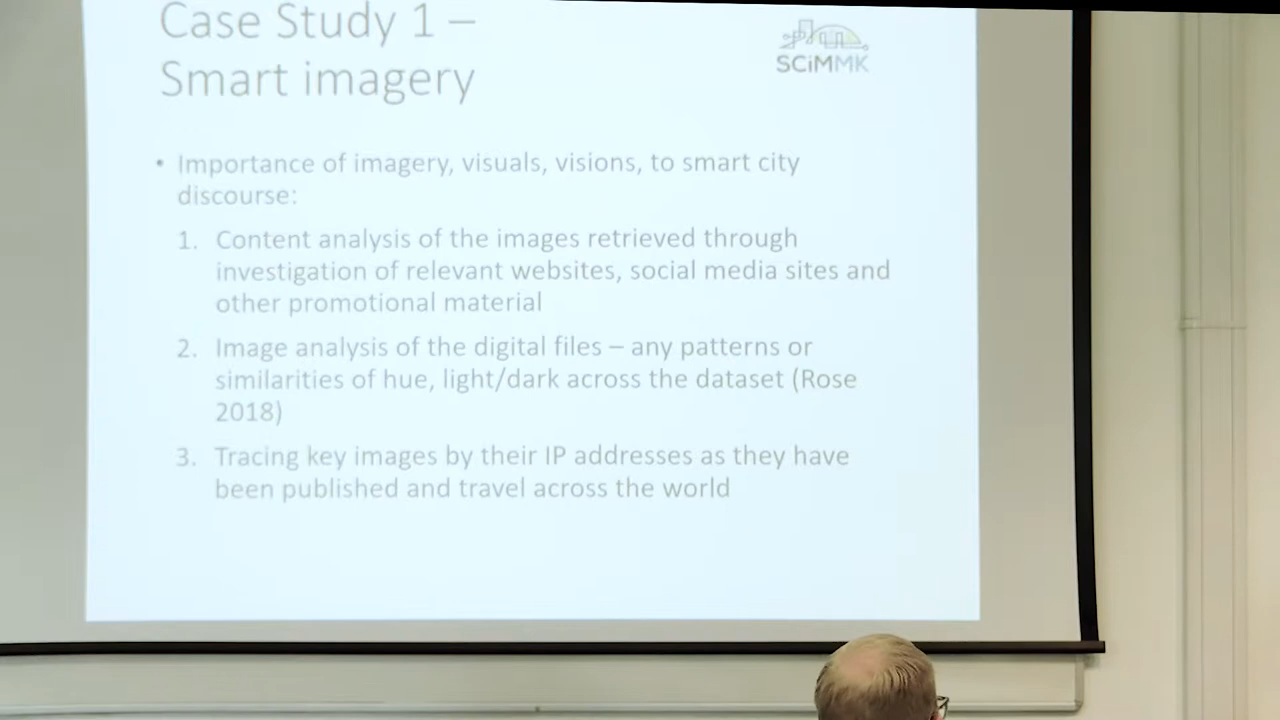 Case Study 1 –
Smart imagery
SCiMMK
• Importance of imagery, visuals, visions, to smart city
discourse:
1. Content analysis of the images retrieved through
investigation of relevant websites, social media sites and
other promotional material
2. Image analysis of the digital files – any patterns or
similarities of hue, light/dark across the dataset (Rose
2018)
3. Tracing key images by their IP addresses as they have
been published and travel across the world